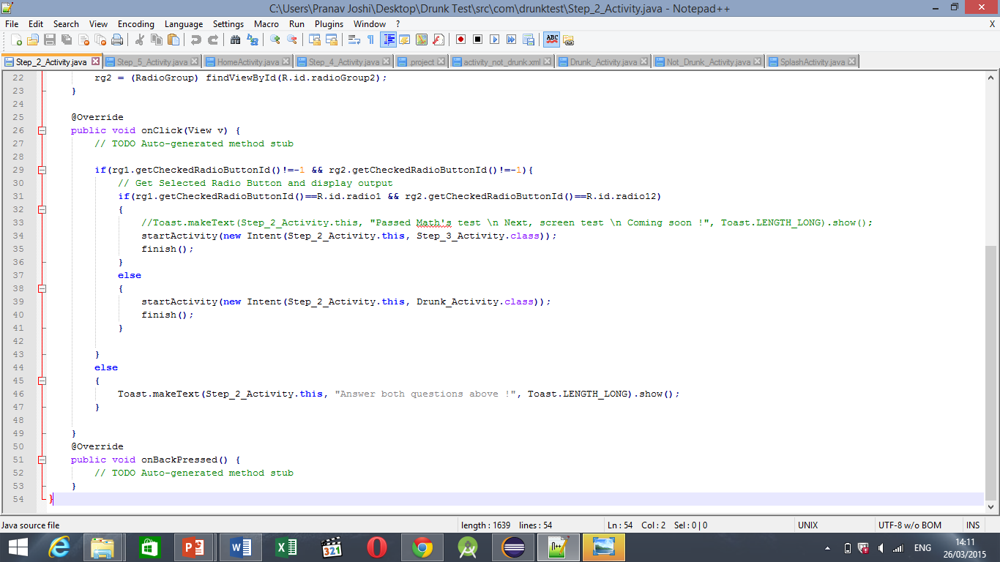 C:\Users\Pranav Joshi\Desktop\Drunk Test\src\com\drunktest\Step_2_Activity.java - Notepad++
File Edit Search View Encoding Language Settings Macro Run Plugins Window ? X
Step_2_Activity.java Step_5_Activity.java HomeActivity.java Step_4_Activity.java .project activity_not_drunk.xml Drunk_Activity.java Not_Drunk_Activity.java SplashActivity.java
22 rg2 = (RadioGroup) findViewById(R.id.radioGroup2);
23 }
24
25 @Override
26 public void onClick(View v) {
27 // TODO Auto-generated method stub
28
29 if(rg1.getCheckedRadioButtonId()!=-1 && rg2.getCheckedRadioButtonId()!=-1){
30 // Get Selected Radio Button and display output
31 if(rg1.getCheckedRadioButtonId()==R.id.radio1 && rg2.getCheckedRadioButtonId()==R.id.radio12)
32 {
33 //Toast.makeText(Step_2_Activity.this, "Passed Math's test \n Next, screen test \n Coming soon !", Toast.LENGTH_LONG).show();
34 startActivity(new Intent(Step_2_Activity.this, Step_3_Activity.class));
35 finish();
36 }
37 else
38 {
39 startActivity(new Intent(Step_2_Activity.this, Drunk_Activity.class));
40 finish();
41 }
42
43 }
44 else
45 {
46 Toast.makeText(Step_2_Activity.this, "Answer both questions above !", Toast.LENGTH_LONG).show();
47 }
48
49 }
50 @Override
51 public void onBackPressed() {
52 // TODO Auto-generated method stub
53 }
54 }
Java source file length : 1639 lines : 54 Ln : 54 Col : 2 Sel : 0 | 0 UNIX UTF-8 w/o BOM INS
ENG 14:11
26/03/2015